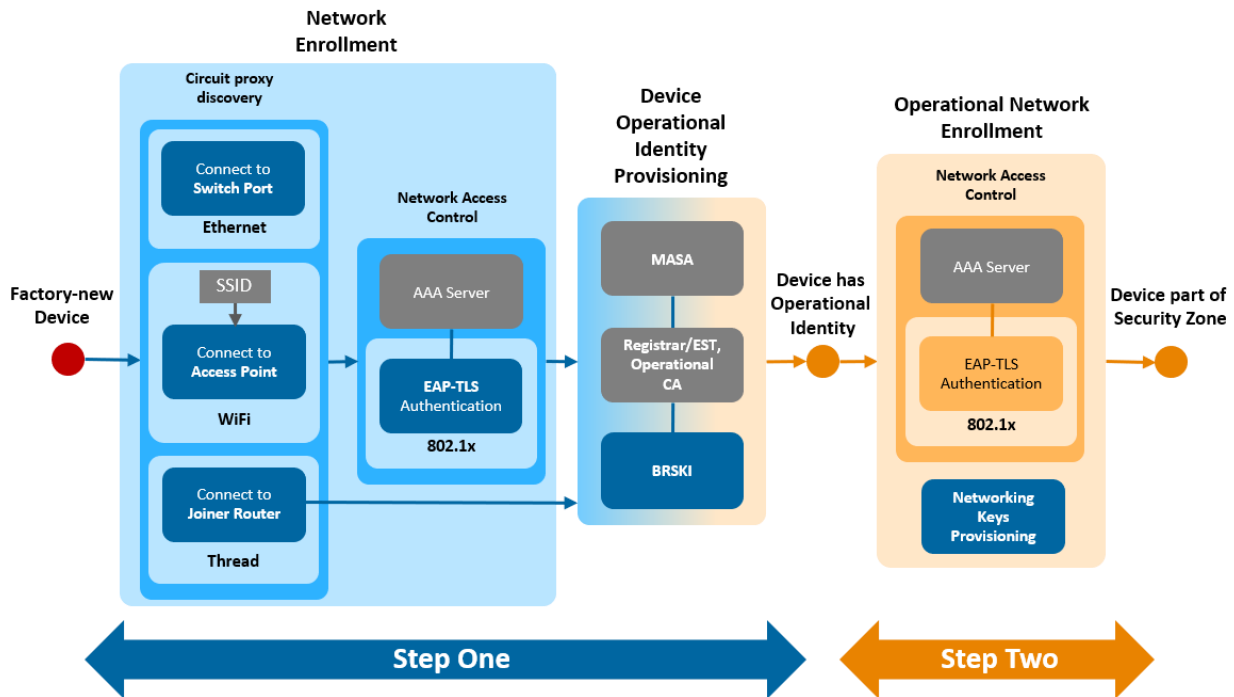 Network
Enrollment
Circuit proxy
discovery
Connect to
Switch Port
Ethernet
SSID
Connect to
Access Point
WiFi
Connect to
Joiner Router
Thread
Factory-new
Device
Network Access
Control
AAA Server
EAP-TLS
Authentication
802.1x
Device
Operational
Identity
Provisioning
MASA
Registrar/EST,
Operational
CA
BRSKI
Device has
Operational
Identity
Operational Network
Enrollment
Network Access
Control
AAA Server
EAP-TLS
Authentication
802.1x
Networking
Keys
Provisioning
Device part of
Security Zone
Step One
Step Two